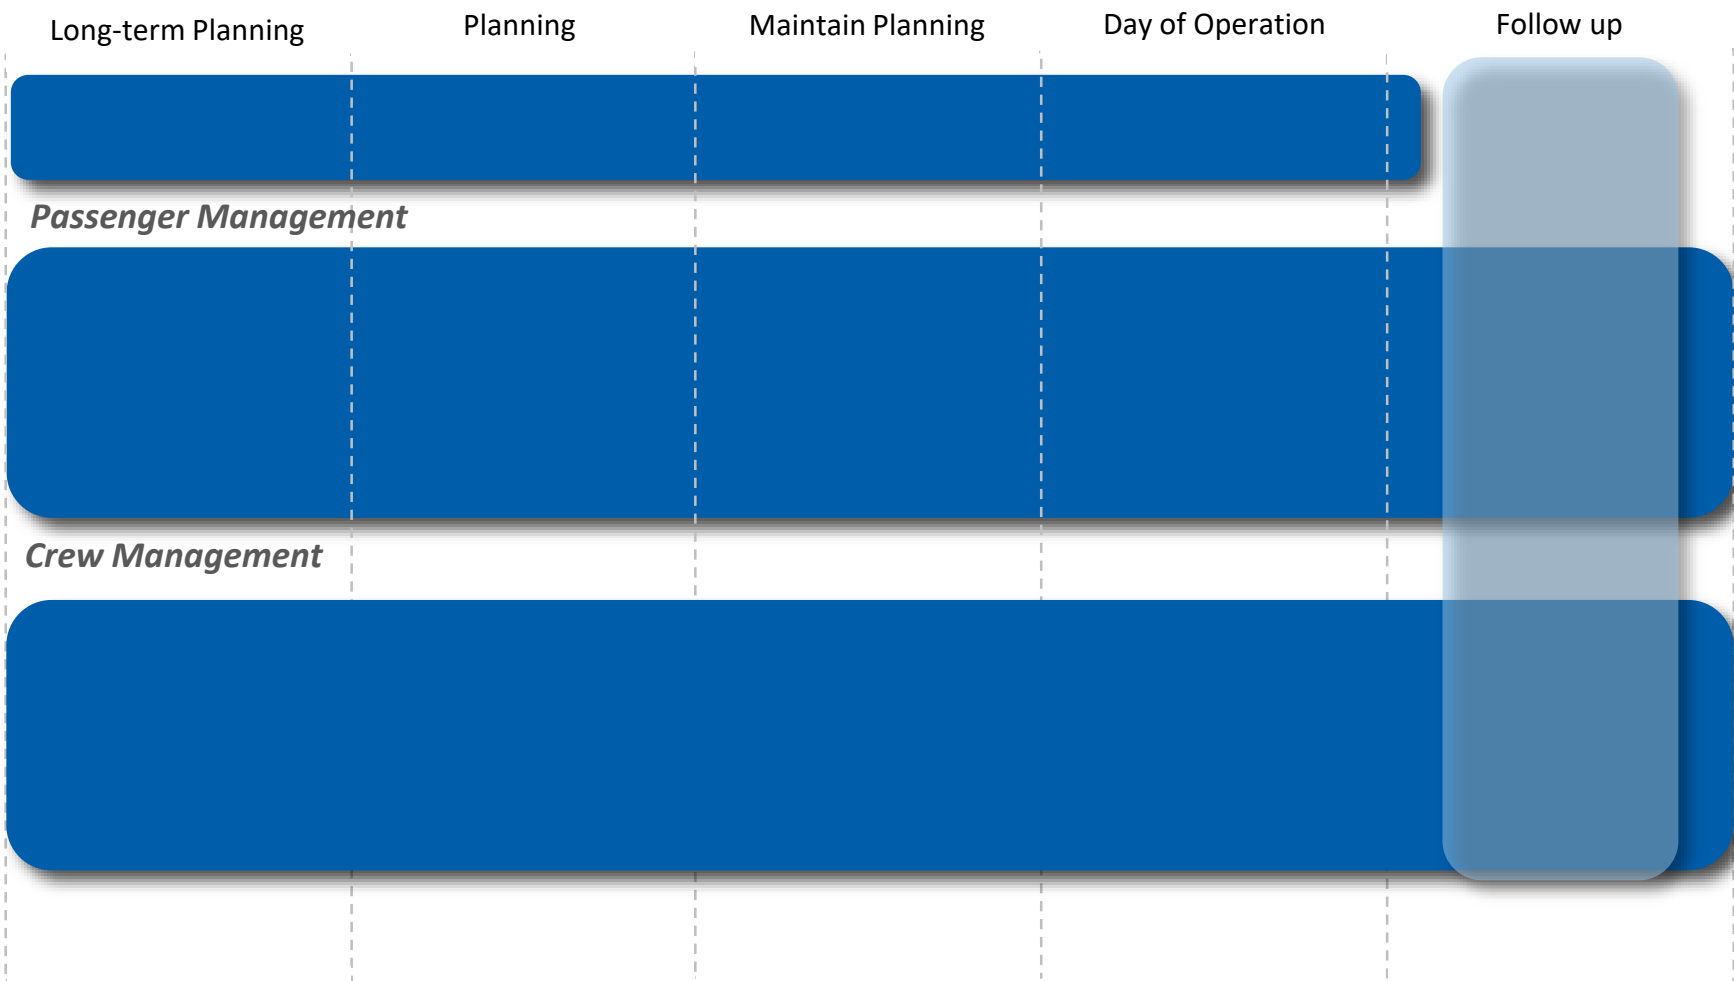 Long-term Planning
Planning
Maintain Planning
Day of Operation
Follow up
Passenger Management
Crew Management